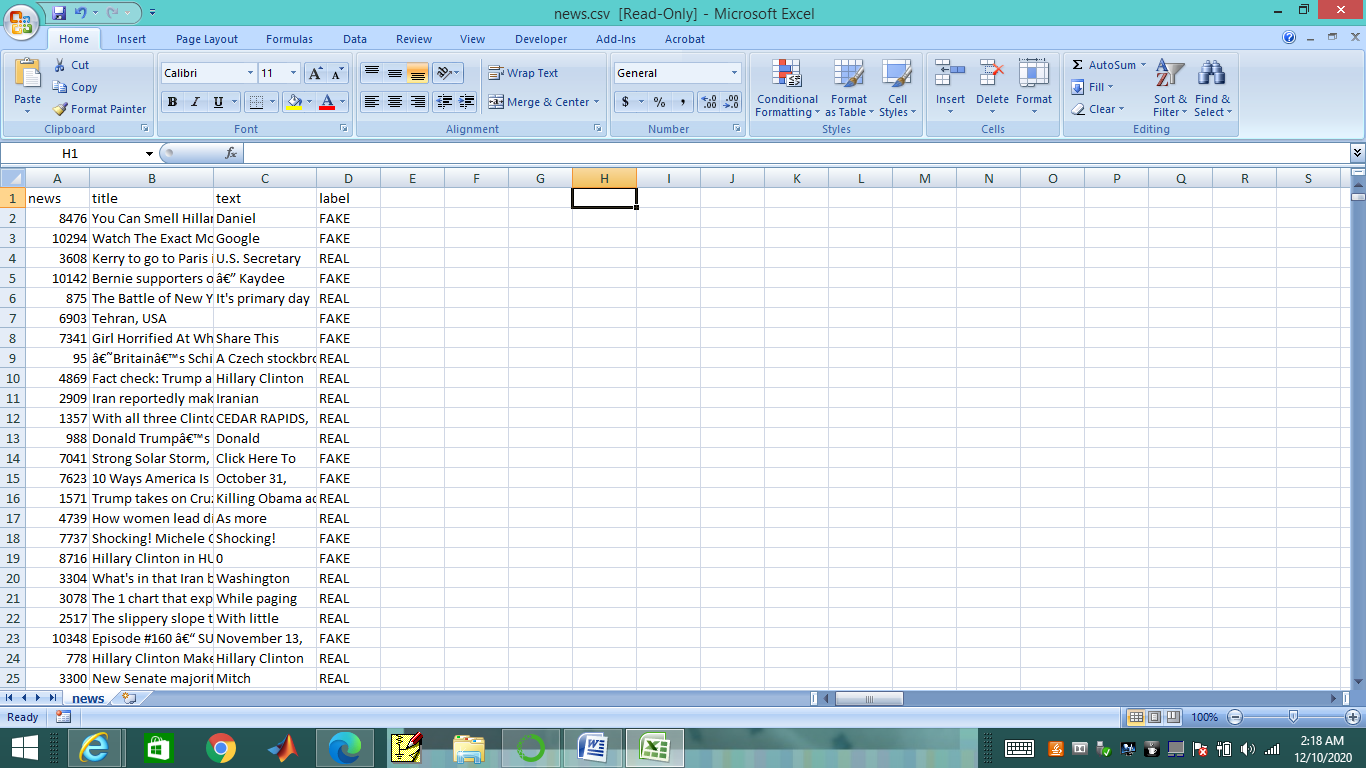 news.csv [Read-Only] - Microsoft Excel
Home Insert Page Layout Formulas Data Review View Developer Add-Ins Acrobat
Paste
Cut
Copy
Format Painter
Clipboard
Calibri 11
B I U
Font
Wrap Text
Merge & Center
Alignment
General
$ % ,
Number
Conditional Formatting
Format as Table
Cell Styles
Styles
Insert
Delete
Format
Cells
AutoSum
Fill
Clear
Sort & Filter
Find & Select
Editing
H1 fx
A B C D E F G H I J K L M N O P Q R S
1 news title text label
2 8476 You Can Smell Hillar Daniel FAKE
3 10294 Watch The Exact Mo Google FAKE
4 3608 Kerry to go to Paris i U.S. Secretary REAL
5 10142 Bernie supporters o â€” Kaydee FAKE
6 875 The Battle of New Y It's primary day REAL
7 6903 Tehran, USA FAKE
8 7341 Girl Horrified At Wh Share This FAKE
9 95 â€˜Britainâ€™s Schi A Czech stockbro REAL
10 4869 Fact check: Trump a Hillary Clinton REAL
11 2909 Iran reportedly mak Iranian REAL
12 1357 With all three Clinto CEDAR RAPIDS, REAL
13 988 Donald Trumpâ€™s Donald REAL
14 7041 Strong Solar Storm, Click Here To FAKE
15 7623 10 Ways America Is October 31, FAKE
16 1571 Trump takes on Cruz Killing Obama ad REAL
17 4739 How women lead di As more REAL
18 7737 Shocking! Michele O Shocking! FAKE
19 8716 Hillary Clinton in HU 0 FAKE
20 3304 What's in that Iran b Washington REAL
21 3078 The 1 chart that exp While paging REAL
22 2517 The slippery slope t With little REAL
23 10348 Episode #160 â€“ SU November 13, FAKE
24 778 Hillary Clinton Make Hillary Clinton REAL
25 3300 New Senate majorit Mitch REAL
news
Ready 100%
2:18 AM
12/10/2020